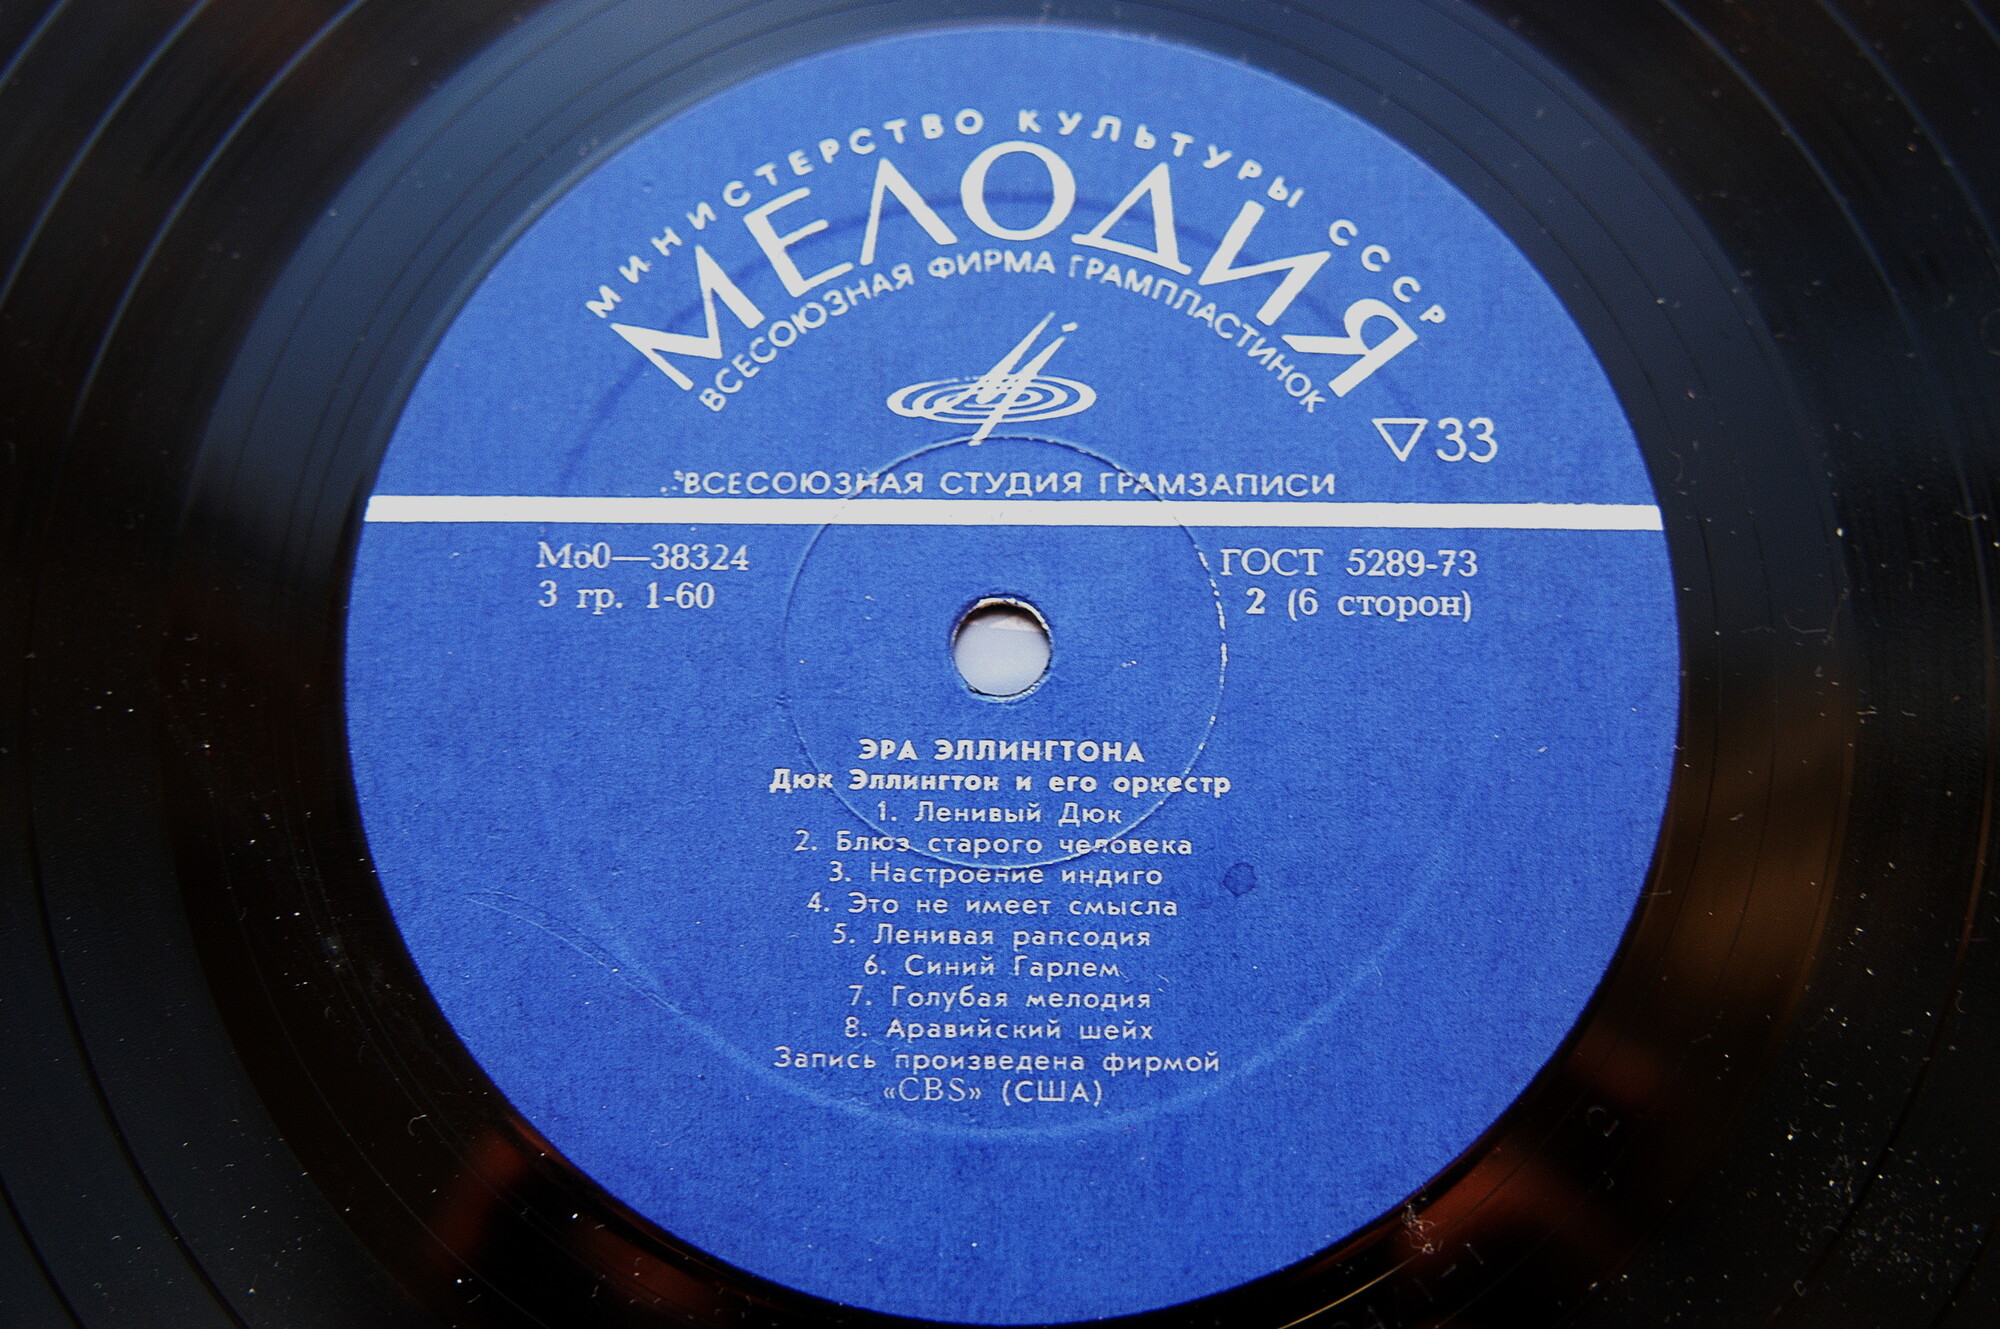 МИНИСТЕРСТВО КУЛЬТУРЫ СССР
МЕЛОДИЯ
ВСЕСОЮЗНАЯ ФИРМА ГРАМПЛАСТИНОК
▽33
ВСЕСОЮЗНАЯ СТУДИЯ ГРАМЗАПИСИ
Мо0—38324
ГОСТ 5289-73
3 гр. 1-60
2 (6 сторон)
ЭРА ЭЛЛИНГТОНА
Дюк Эллингтон и его оркестр
1. Ленивый Дюк
2. Блюз старого человека
3. Настроение индиго
4. Это не имеет смысла
5. Ленивая рапсодия
6. Синий Гарлем
7. Голубая мелодия
8. Аравийский шейх
Запись произведена фирмой
«CBS» (США)